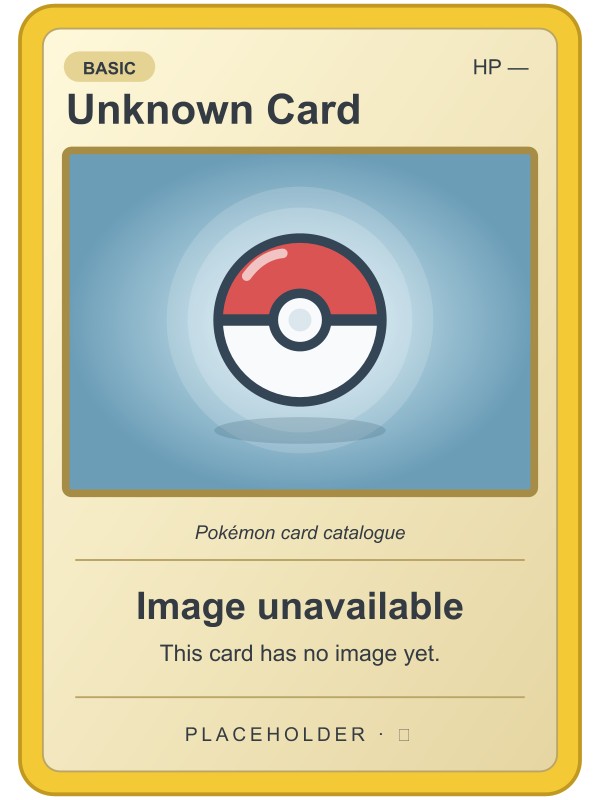 BASIC
HP —
Unknown Card
Pokémon card catalogue
Image unavailable
This card has no image yet.
PLACEHOLDER ·